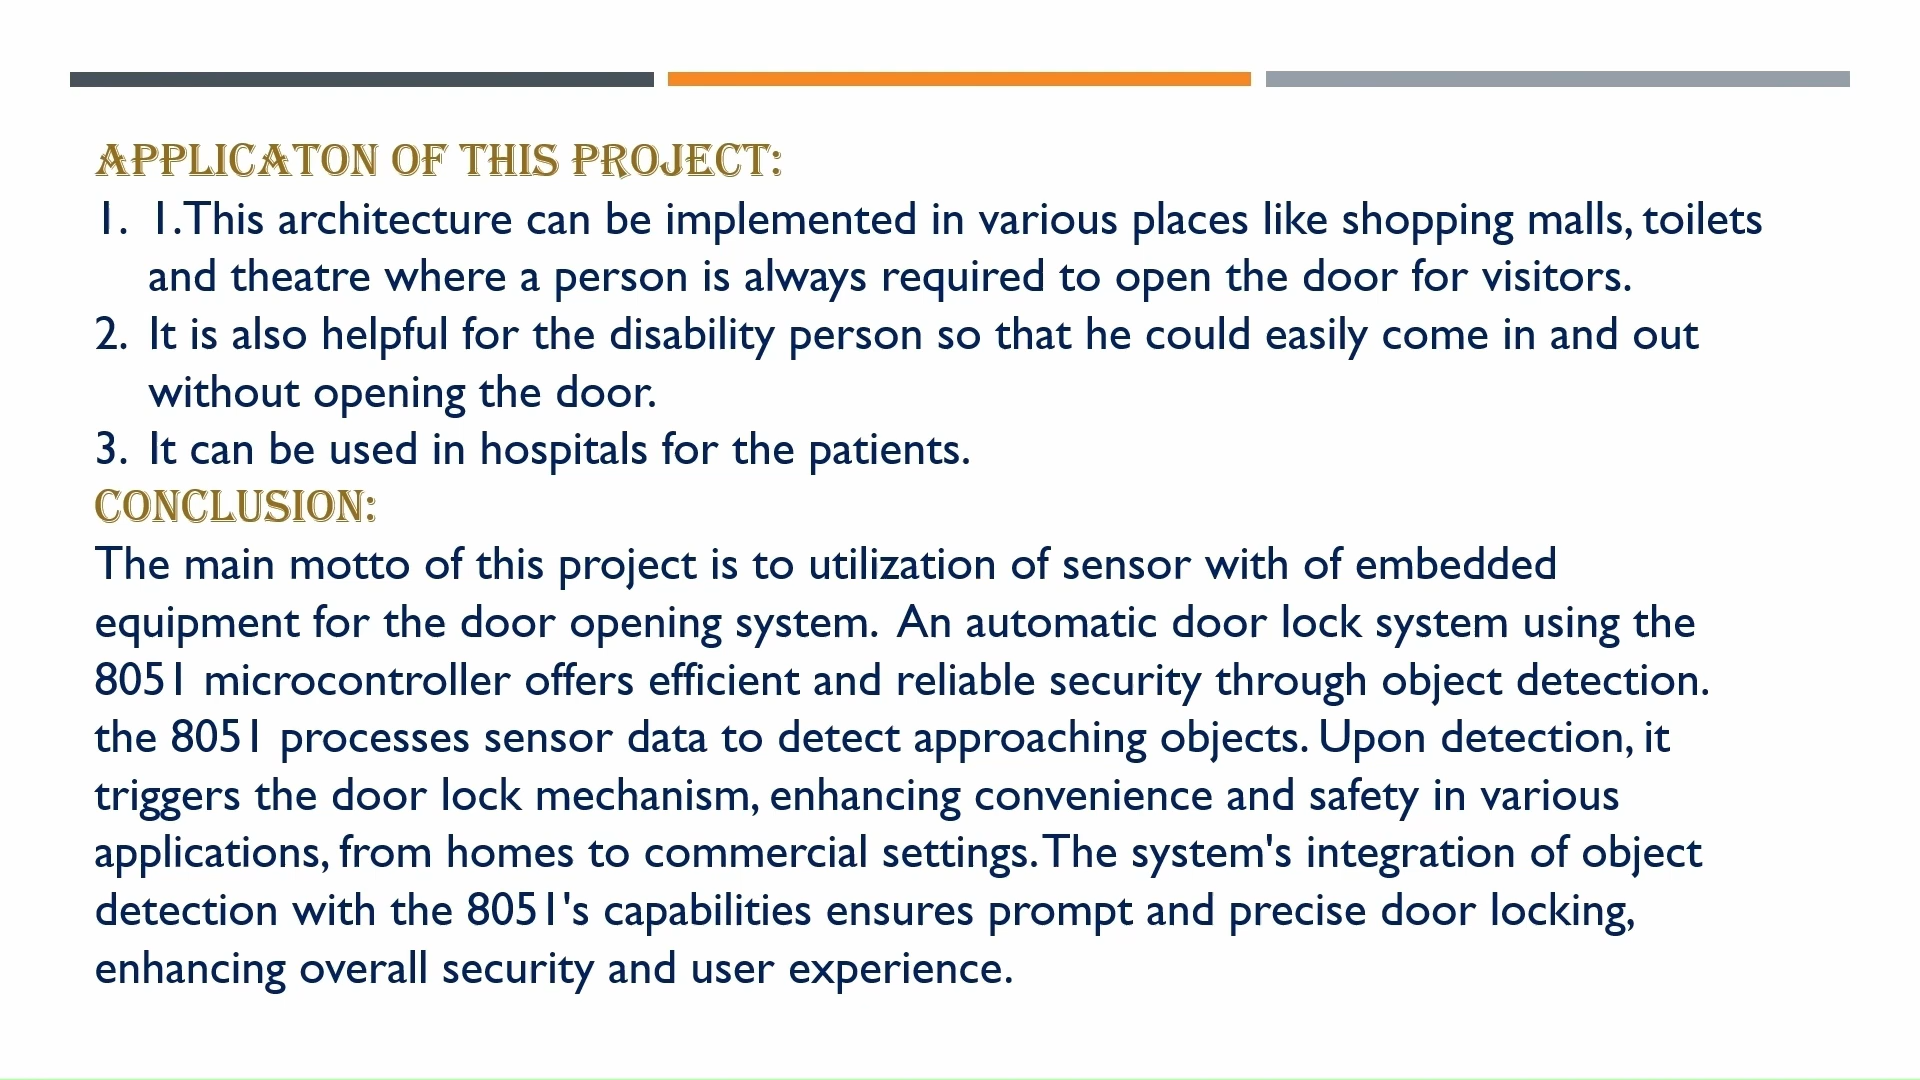 APPLICATON OF THIS PROJECT:
1. 1.This architecture can be implemented in various places like shopping malls, toilets
and theatre where a person is always required to open the door for visitors.
2. It is also helpful for the disability person so that he could easily come in and out
without opening the door.
3. It can be used in hospitals for the patients.
CONCLUSION:
The main motto of this project is to utilization of sensor with of embedded
equipment for the door opening system. An automatic door lock system using the
8051 microcontroller offers efficient and reliable security through object detection.
the 8051 processes sensor data to detect approaching objects. Upon detection, it
triggers the door lock mechanism, enhancing convenience and safety in various
applications, from homes to commercial settings. The system's integration of object
detection with the 8051's capabilities ensures prompt and precise door locking,
enhancing overall security and user experience.